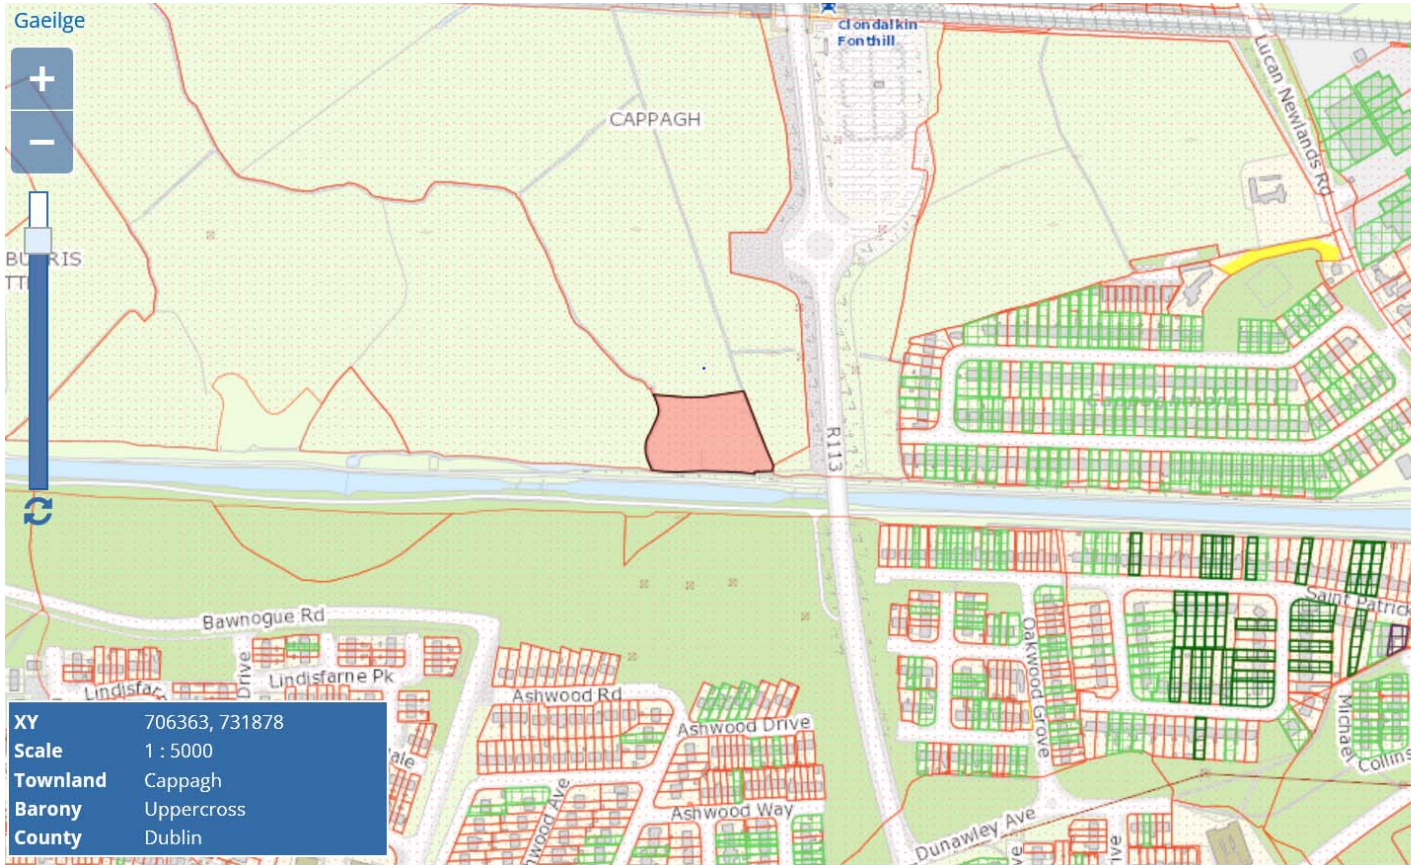 Gaeilge
+
−
Clondalkin
Fonthill
Lucan Newlands Rd
CAPPAGH
R113
Bawnogue Rd
Saint Patrick
Drive
Oakwood Grove
Lindisfarne Pk
Lindisfar
Ashwood Rd
Ashwood Drive
Michael
Collins
Ashwood Way
Dunawley Ave
XY 706363, 731878
Scale 1 : 5000
Townland Cappagh
Barony Uppercross
County Dublin